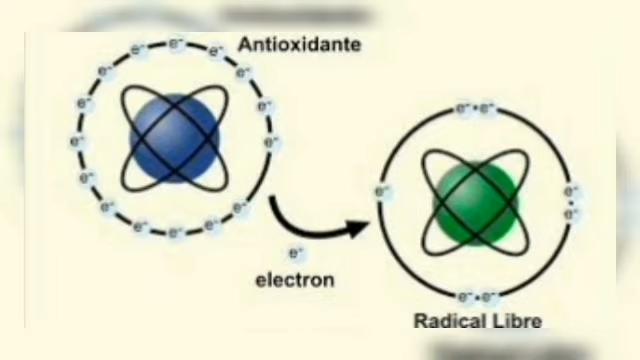 Antioxidante
e⁻ e⁻ e⁻
e⁻ e⁻
e⁻ e⁻
e⁻ e⁻
e⁻
e⁻ e⁻
e⁻ e⁻ e⁻
e⁻•e⁻
e⁻ e⁻
e⁻
e⁻
electron
e⁻•e⁻
Radical Libre